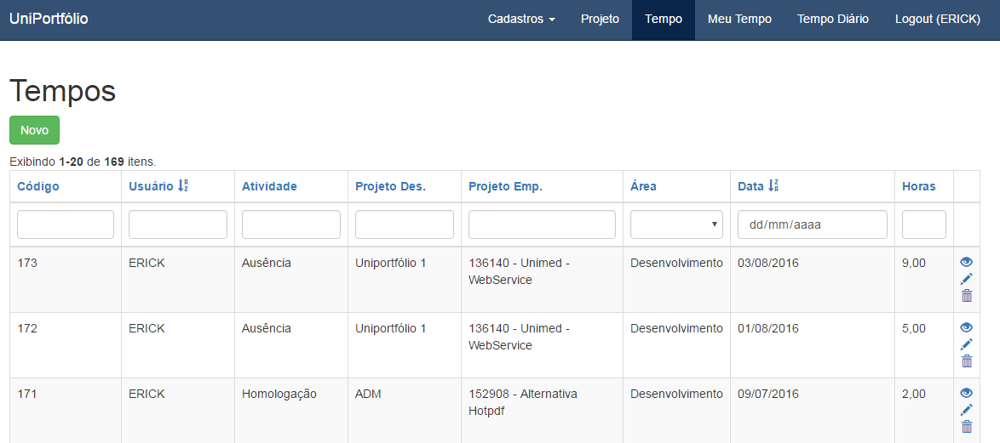 UniPortfólio Cadastros Projeto Tempo Meu Tempo Tempo Diário Logout (ERICK)
Tempos
Novo
Exibindo 1-20 de 169 itens.
Código Usuário Atividade Projeto Des. Projeto Emp. Área Data Horas
dd/mm/aaaa
173 ERICK Ausência Uniportfólio 1 136140 - Unimed - Desenvolvimento 03/08/2016 9,00
WebService
172 ERICK Ausência Uniportfólio 1 136140 - Unimed - Desenvolvimento 01/08/2016 5,00
WebService
171 ERICK Homologação ADM 152908 - Alternativa Desenvolvimento 09/07/2016 2,00
Hotpdf